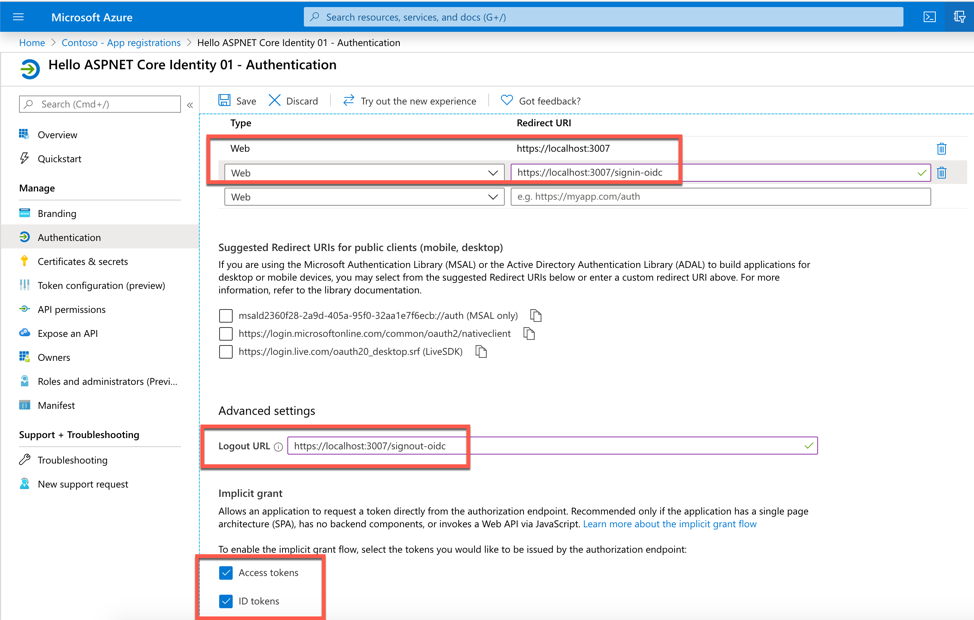 Microsoft Azure
Search resources, services, and docs (G+/)
Home > Contoso - App registrations > Hello ASPNET Core Identity 01 - Authentication
Hello ASPNET Core Identity 01 - Authentication
Search (Cmd+/)
«
Overview
Quickstart
Manage
Branding
Authentication
Certificates & secrets
Token configuration (preview)
API permissions
Expose an API
Owners
Roles and administrators (Previ...
Manifest
Support + Troubleshooting
Troubleshooting
New support request
Save Discard Try out the new experience Got feedback?
Type Redirect URI
Web https://localhost:3007
Web https://localhost:3007/signin-oidc
Web e.g. https://myapp.com/auth
Suggested Redirect URIs for public clients (mobile, desktop)
If you are using the Microsoft Authentication Library (MSAL) or the Active Directory Authentication Library (ADAL) to build applications for
desktop or mobile devices, you may select from the suggested Redirect URIs below or enter a custom redirect URI above. For more
information, refer to the library documentation.
msald2360f28-2a9d-405a-95f0-32aa1e7f6ecb://auth (MSAL only)
https://login.microsoftonline.com/common/oauth2/nativeclient
https://login.live.com/oauth20_desktop.srf (LiveSDK)
Advanced settings
Logout URL https://localhost:3007/signout-oidc
Implicit grant
Allows an application to request a token directly from the authorization endpoint. Recommended only if the application has a single page
architecture (SPA), has no backend components, or invokes a Web API via JavaScript. Learn more about the implicit grant flow
To enable the implicit grant flow, select the tokens you would like to be issued by the authorization endpoint:
Access tokens
ID tokens